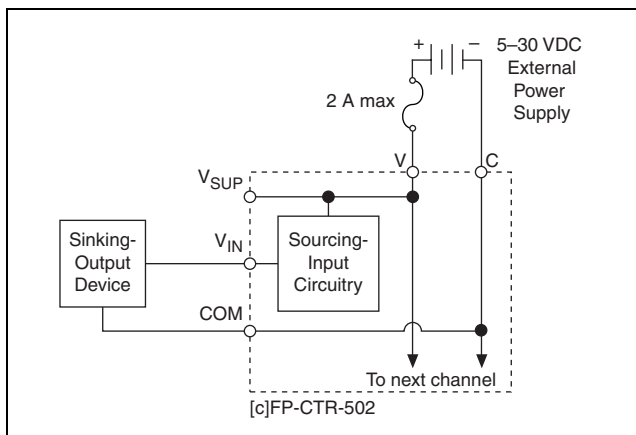 + –
5–30 VDC
External
Power
Supply
2 A max
V C
VSUP
VIN
Sinking-
Output
Device
Sourcing-
Input
Circuitry
COM
To next channel
[c]FP-CTR-502